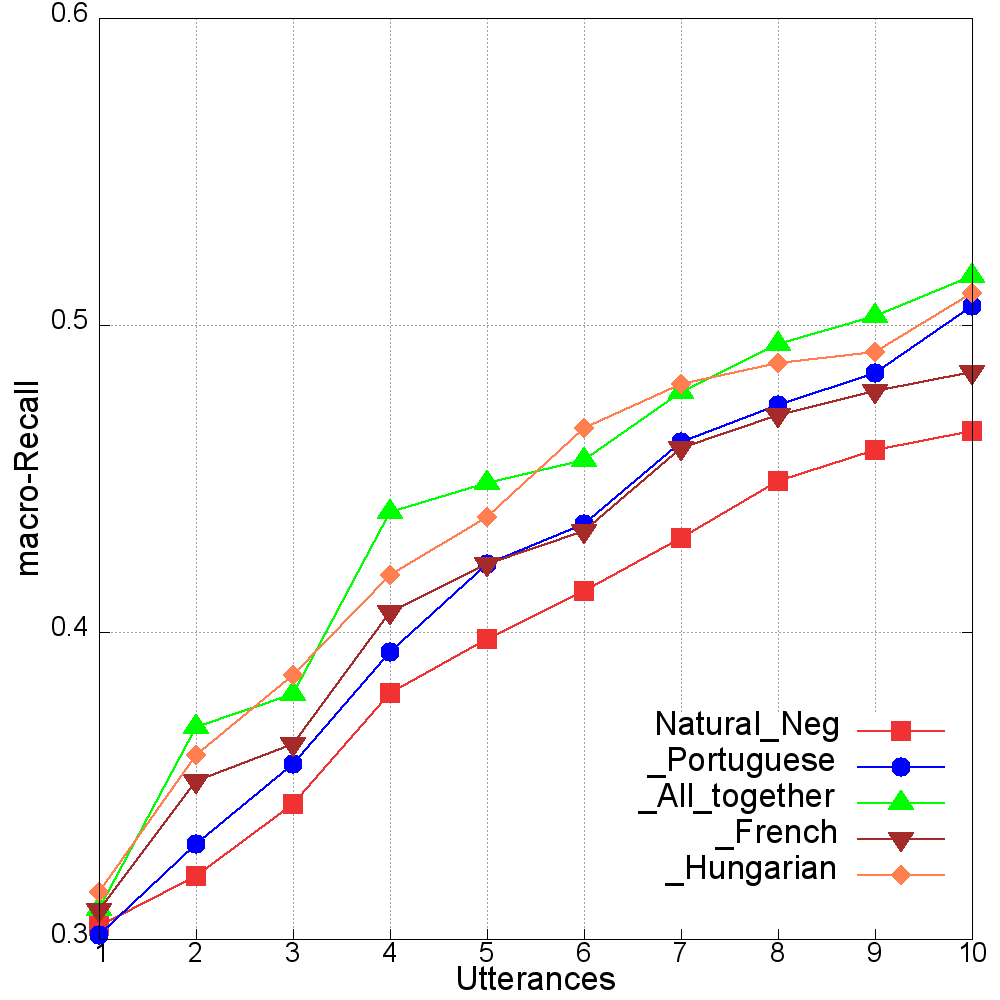 0.6
0.5
0.4
0.3
macro-Recall
Natural_Neg
_Portuguese
_All_together
_French
_Hungarian
1 2 3 4 5 6 7 8 9 10
Utterances